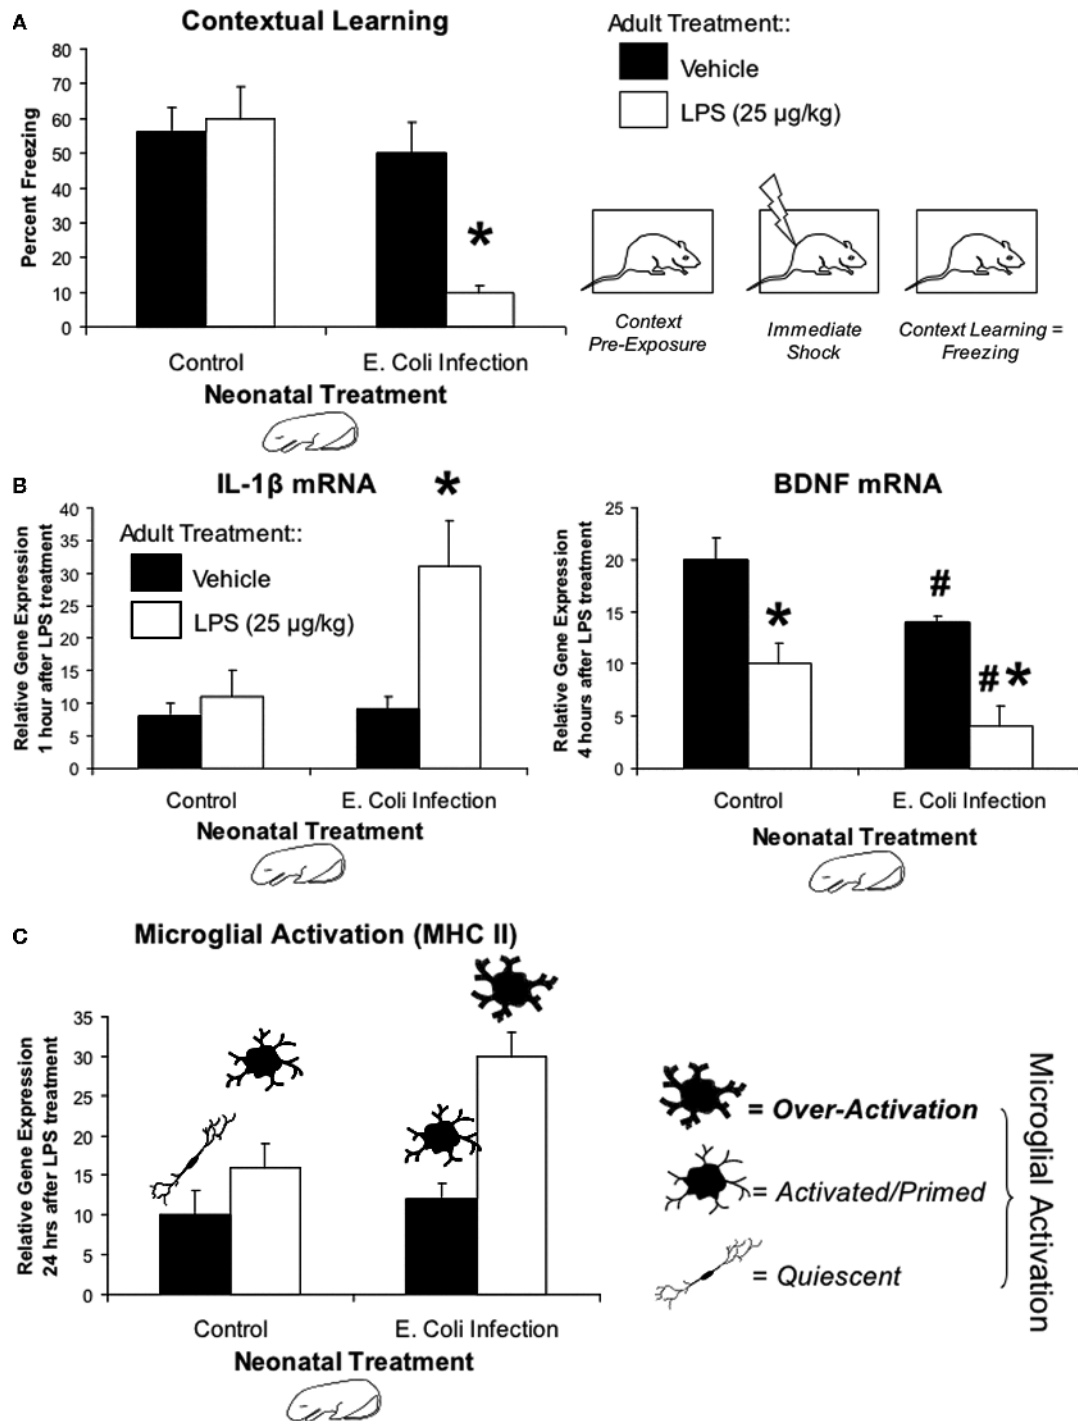 A
Contextual Learning
Adult Treatment::
Vehicle
LPS (25 µg/kg)
Percent Freezing
80
70
60
50
40
30
20
10
0
*
Control
E. Coli Infection
Neonatal Treatment
Context
Pre-Exposure
Immediate
Shock
Context Learning =
Freezing
B
IL-1β mRNA
*
Adult Treatment::
Vehicle
LPS (25 µg/kg)
Relative Gene Expression
1 hour after LPS treatment
40
35
30
25
20
15
10
5
0
Control
E. Coli Infection
Neonatal Treatment
BDNF mRNA
Relative Gene Expression
4 hours after LPS treatment
25
20
15
10
5
0
*
#
#*
Control
E. Coli Infection
Neonatal Treatment
C
Microglial Activation (MHC II)
Relative Gene Expression
24 hrs after LPS treatment
35
30
25
20
15
10
5
0
Control
E. Coli Infection
Neonatal Treatment
= Over-Activation
= Activated/Primed
= Quiescent
Microglial Activation